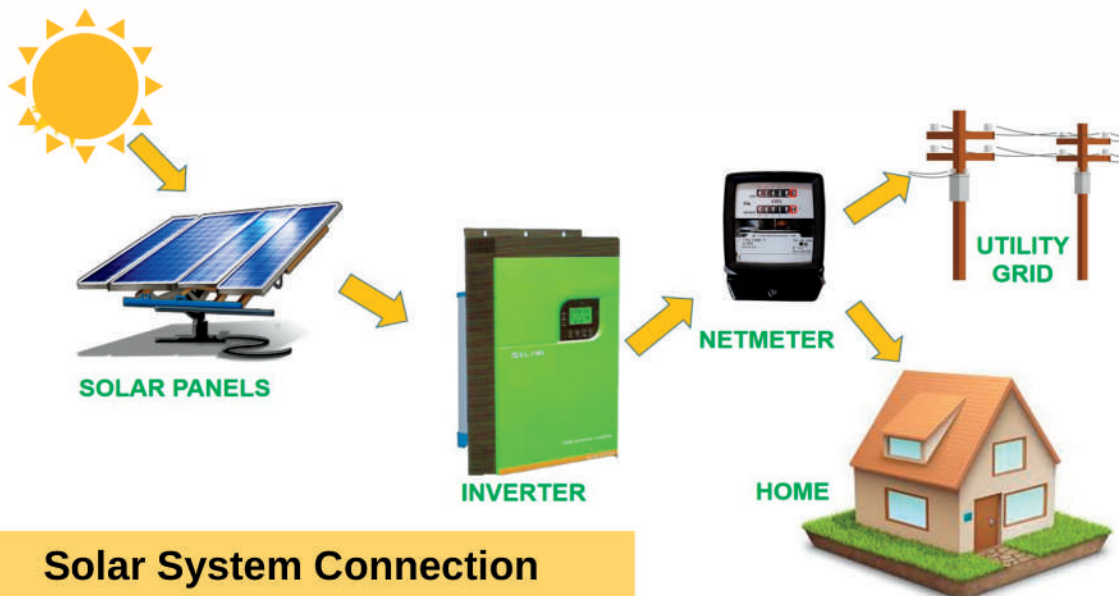 UTILITY
GRID
NETMETER
SOLAR PANELS
INVERTER
HOME
Solar System Connection